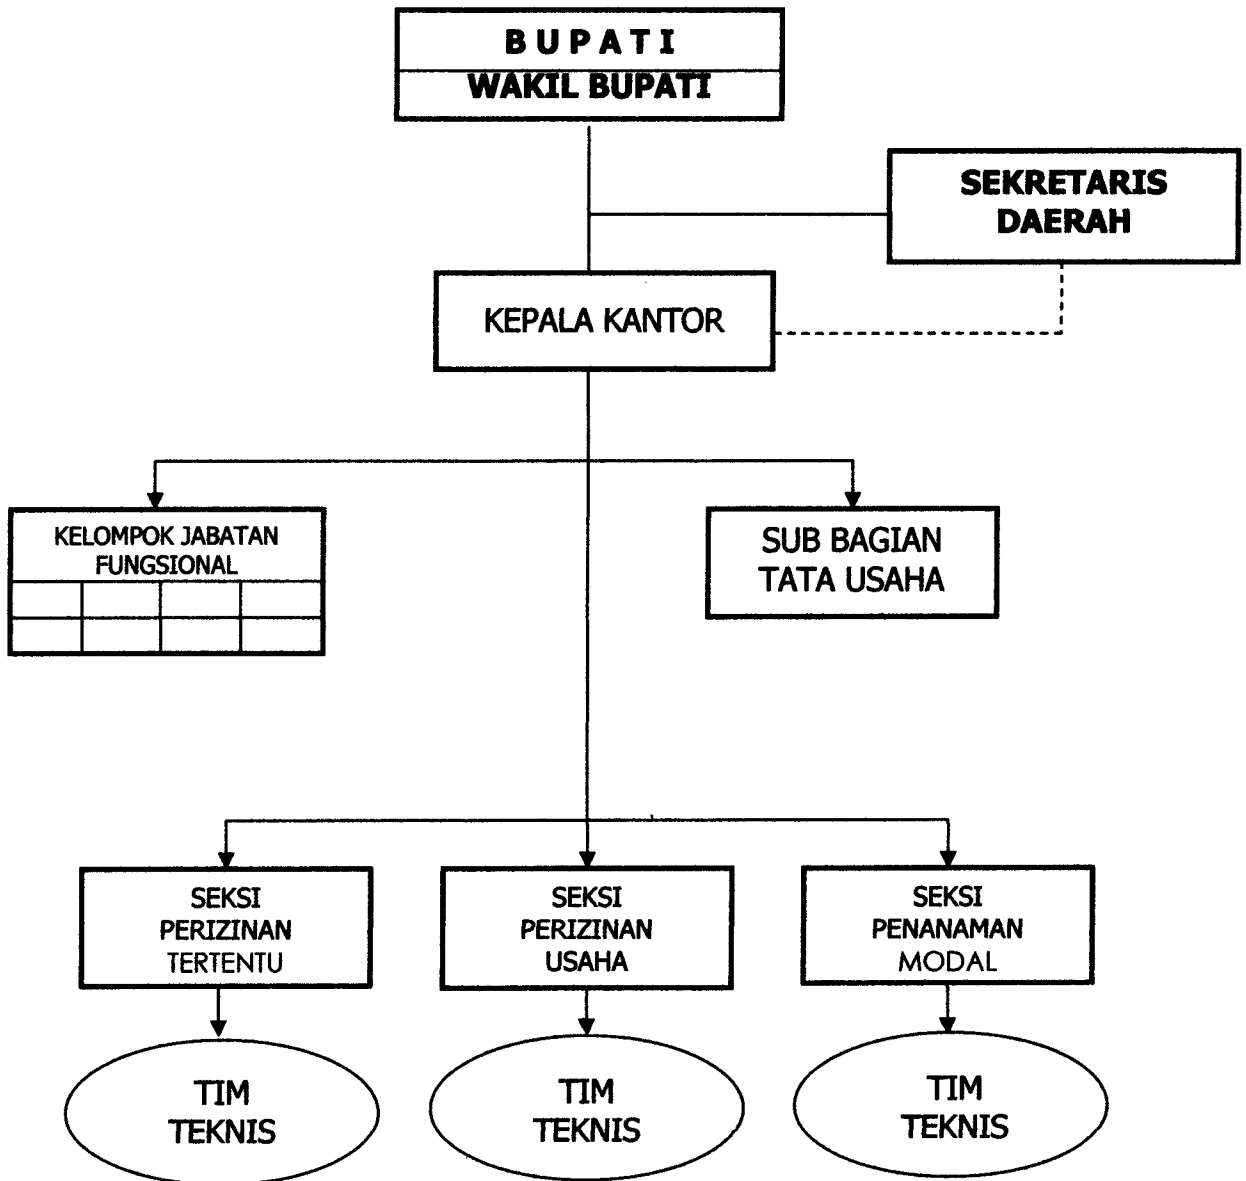 B U P A T I
WAKIL BUPATI
SEKRETARIS
DAERAH
KEPALA KANTOR
KELOMPOK JABATAN
FUNGSIONAL
SUB BAGIAN
TATA USAHA
SEKSI
PERIZINAN
TERTENTU
SEKSI
PERIZINAN
USAHA
SEKSI
PENANAMAN
MODAL
TIM
TEKNIS
TIM
TEKNIS
TIM
TEKNIS